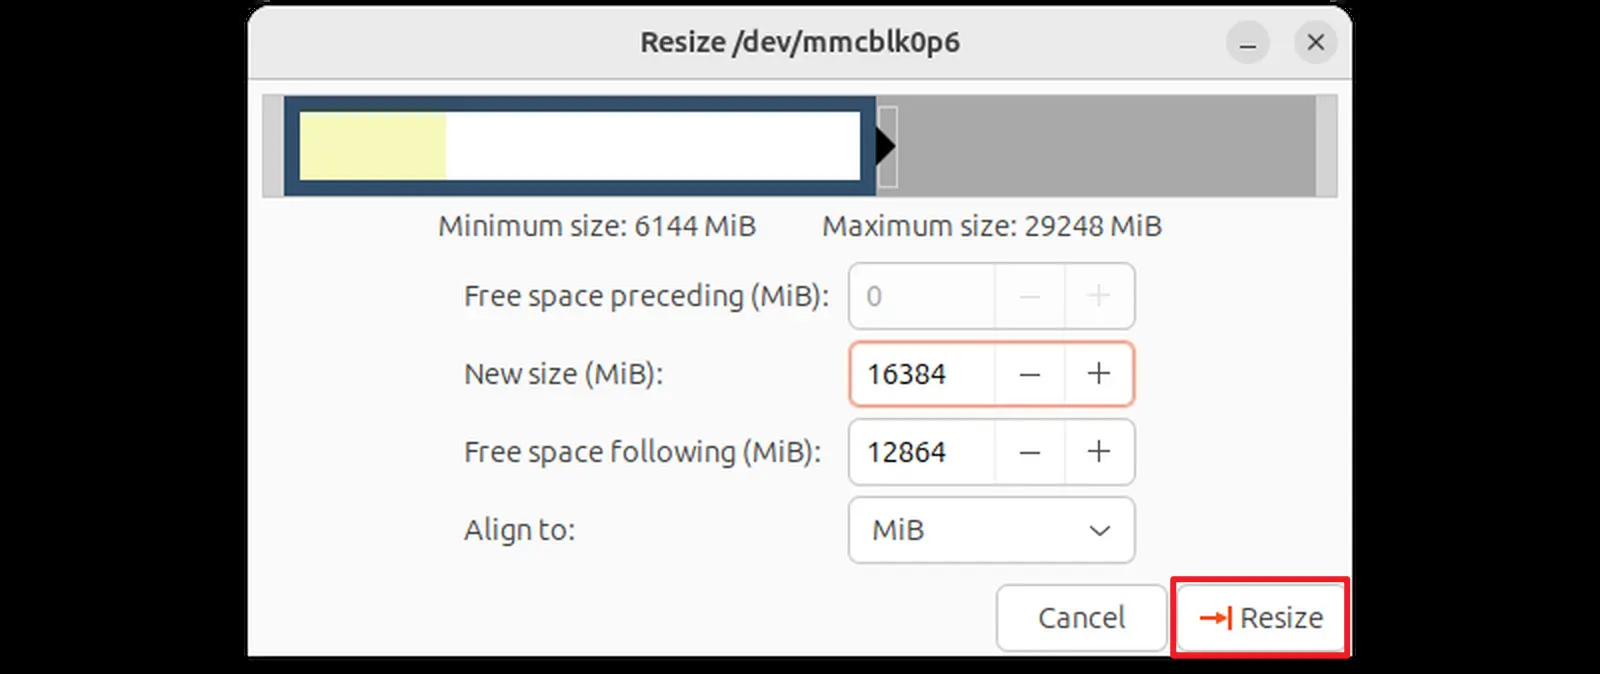 Resize /dev/mmcblk0p6
Minimum size: 6144 MiB Maximum size: 29248 MiB
Free space preceding (MiB): 0
New size (MiB): 16384
Free space following (MiB): 12864
Align to: MiB
Cancel Resize